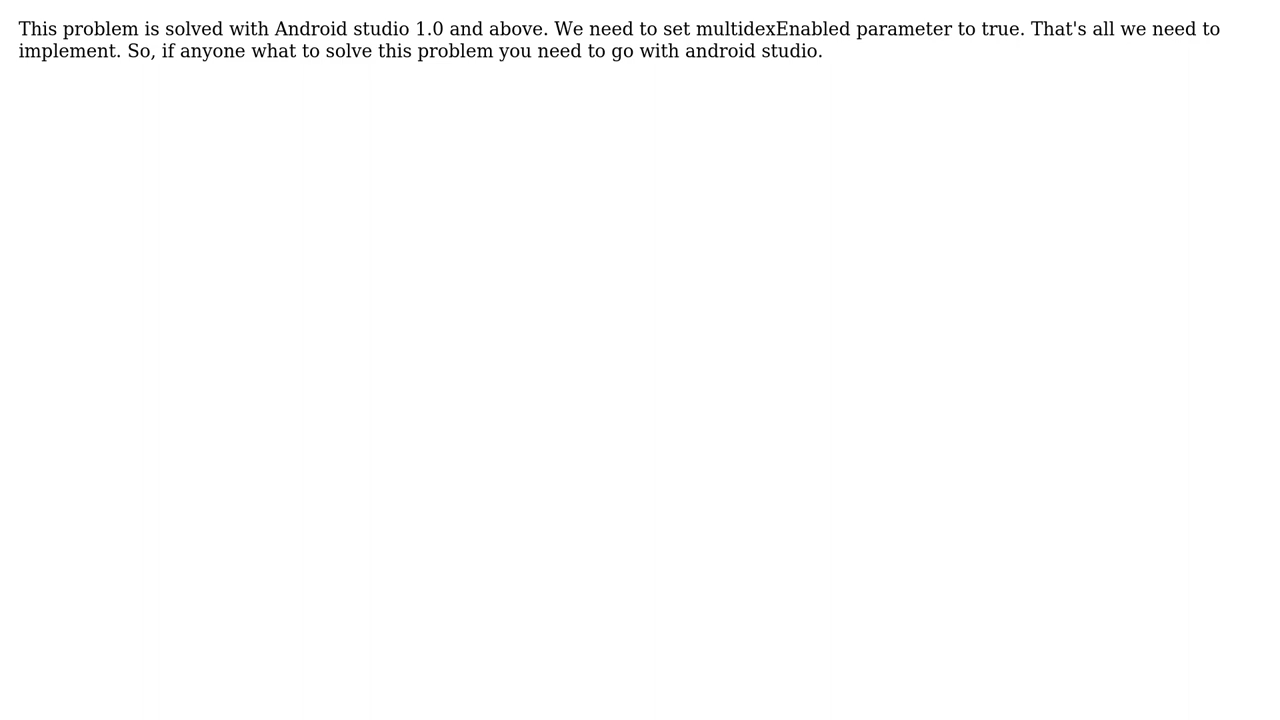 This problem is solved with Android studio 1.0 and above. We need to set multidexEnabled parameter to true. That's all we need to
implement. So, if anyone what to solve this problem you need to go with android studio.